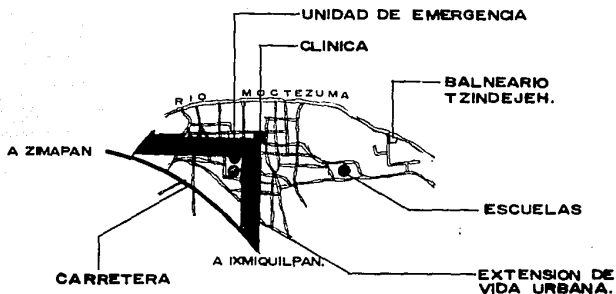 UNIDAD DE EMERGENCIA
CLINICA
RIO MOCTEZUMA
BALNEARIO
TZINDEJEH.
A ZIMAPAN
ESCUELAS
A IXMIQUILPAN.
CARRETERA
EXTENSION DE
VIDA URBANA.